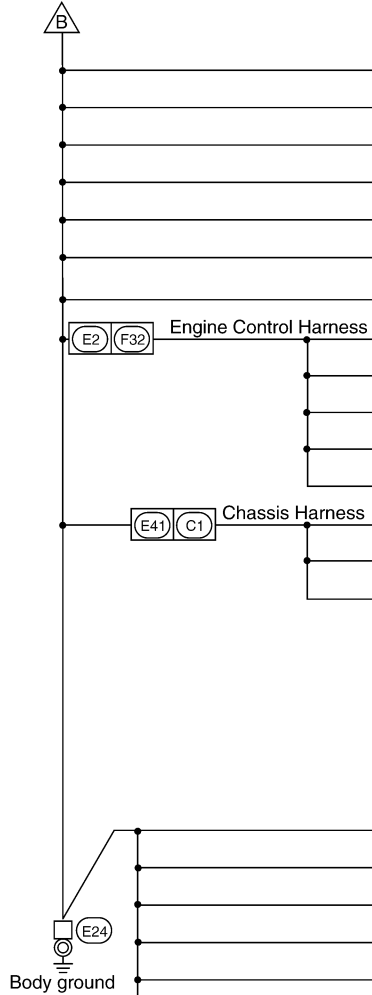 B
Engine Control Harness
E2 F32
Chassis Harness
E41 C1
E24
Body ground